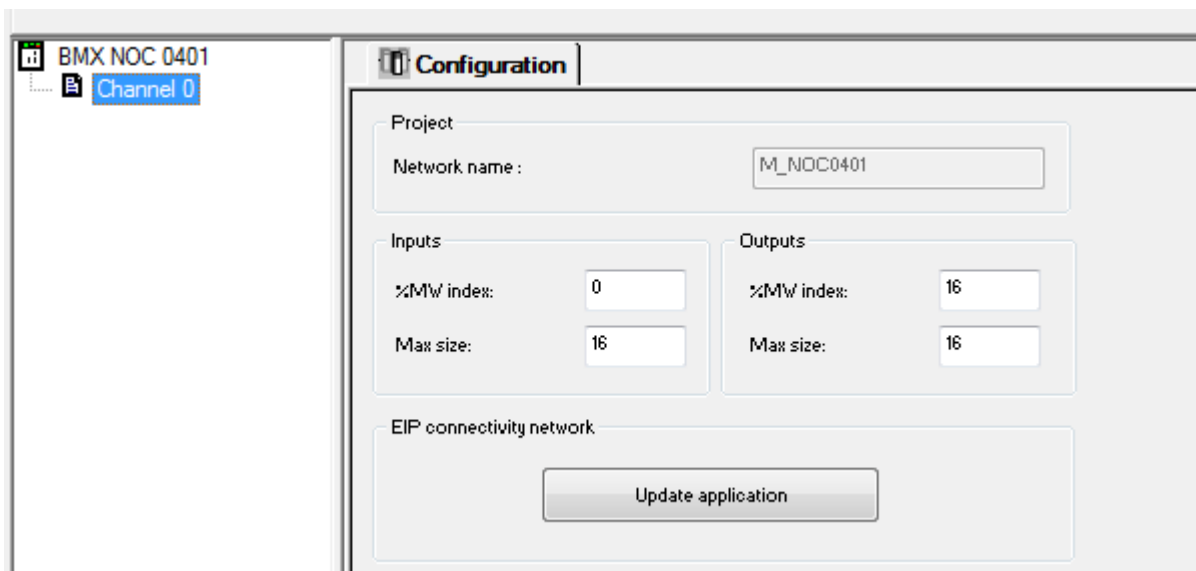 BMX NOC 0401
Channel 0
Configuration
Project
Network name :
M_NOC0401
Inputs
%MW index:
0
Max size:
16
Outputs
%MW index:
16
Max size:
16
EIP connectivity network
Update application